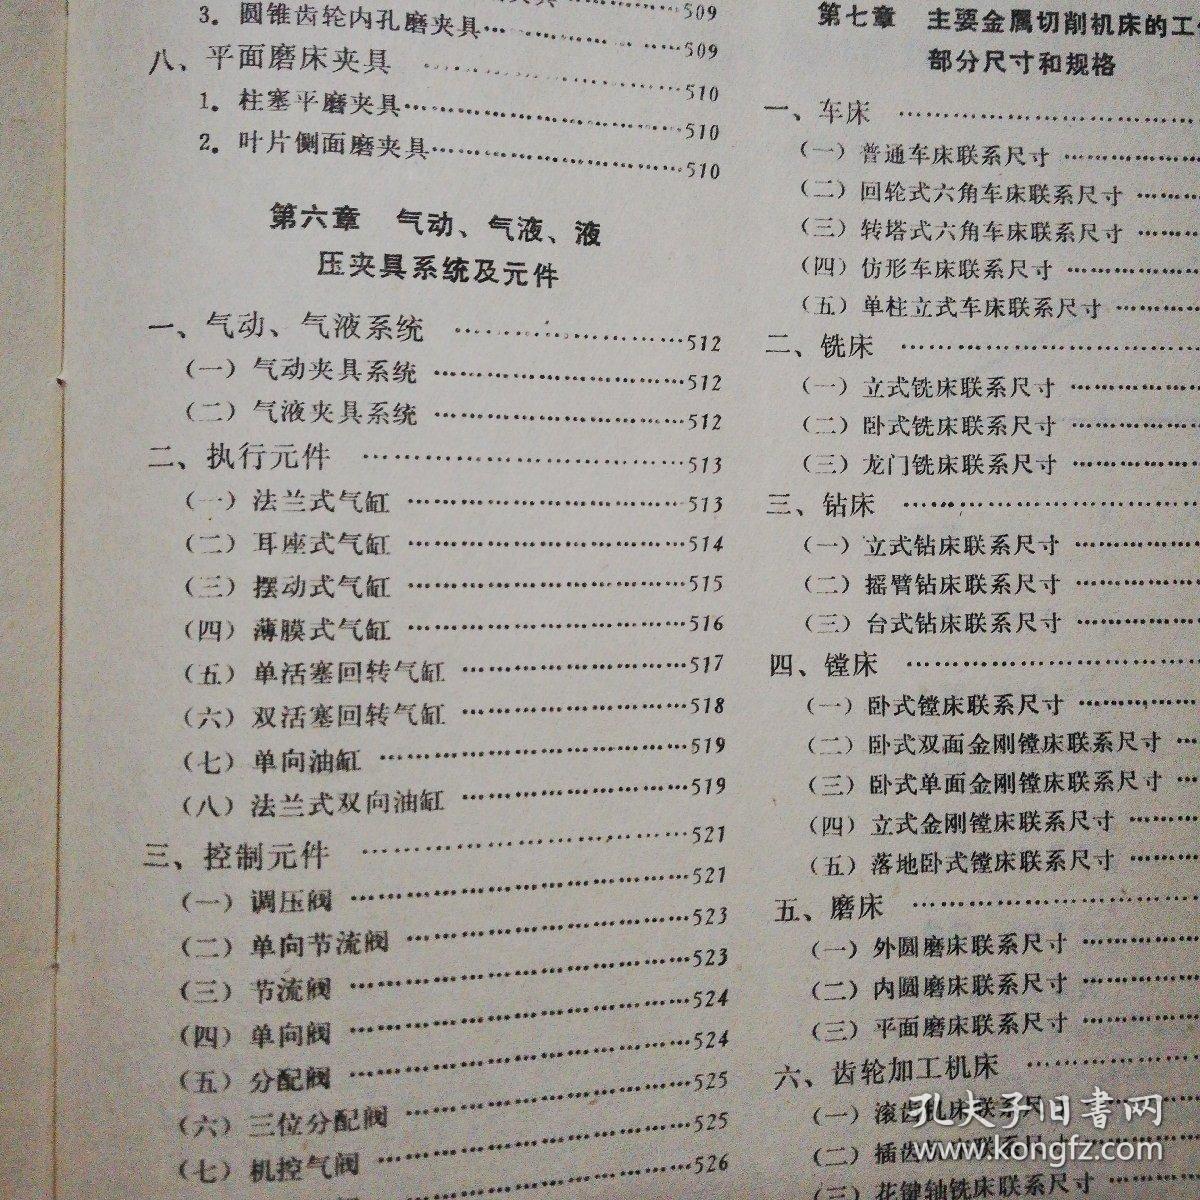 509
3．圆锥齿轮内孔磨夹具……………………509
八、平面磨床夹具 ……………………510
1．柱塞平磨夹具……………………510
2．叶片侧面磨夹具……………………510
第六章 气动、气液、液
压夹具系统及元件
一、气动、气液系统 ……………………512
（一）气动夹具系统 ……………………512
（二）气液夹具系统 ……………………512
二、执行元件 ……………………513
（一）法兰式气缸 ……………………513
（二）耳座式气缸 ……………………514
（三）摆动式气缸 ……………………515
（四）薄膜式气缸 ……………………516
（五）单活塞回转气缸 ……………………517
（六）双活塞回转气缸 ……………………518
（七）单向油缸 ……………………519
（八）法兰式双向油缸 ……………………519
三、控制元件 ……………………521
（一）调压阀 ……………………521
（二）单向节流阀 ……………………523
（三）节流阀 ……………………523
（四）单向阀 ……………………524
（五）分配阀 ……………………524
（六）三位分配阀 ……………………525
（七）机控气阀 ……………………525
526
第七章 主要金属切削机床的工
部分尺寸和规格
一、车床 ……………………
（一）普通车床联系尺寸 ……………
（二）回轮式六角车床联系尺寸 ………
（三）转塔式六角车床联系尺寸 ………
（四）仿形车床联系尺寸 ……………
（五）单柱立式车床联系尺寸 ………
二、铣床 ……………………
（一）立式铣床联系尺寸 ……………
（二）卧式铣床联系尺寸 ……………
（三）龙门铣床联系尺寸 ……………
三、钻床 ……………………
（一）立式钻床联系尺寸 ……………
（二）摇臂钻床联系尺寸 ……………
（三）台式钻床联系尺寸 ……………
四、镗床 ……………………
（一）卧式镗床联系尺寸 ……………
（二）卧式双面金刚镗床联系尺寸 …
（三）卧式单面金刚镗床联系尺寸 …
（四）立式金刚镗床联系尺寸 ………
（五）落地卧式镗床联系尺寸 ………
五、磨床 ……………………
（一）外圆磨床联系尺寸 ……………
（二）内圆磨床联系尺寸 ……………
（三）平面磨床联系尺寸 ……………
六、齿轮加工机床 ……………
（一）滚齿机床联系尺寸 ……………
（二）插齿机床联系尺寸 ……………
（三）花键轴铣床联系尺寸 …………
孔夫子旧书网
www.kongfz.com